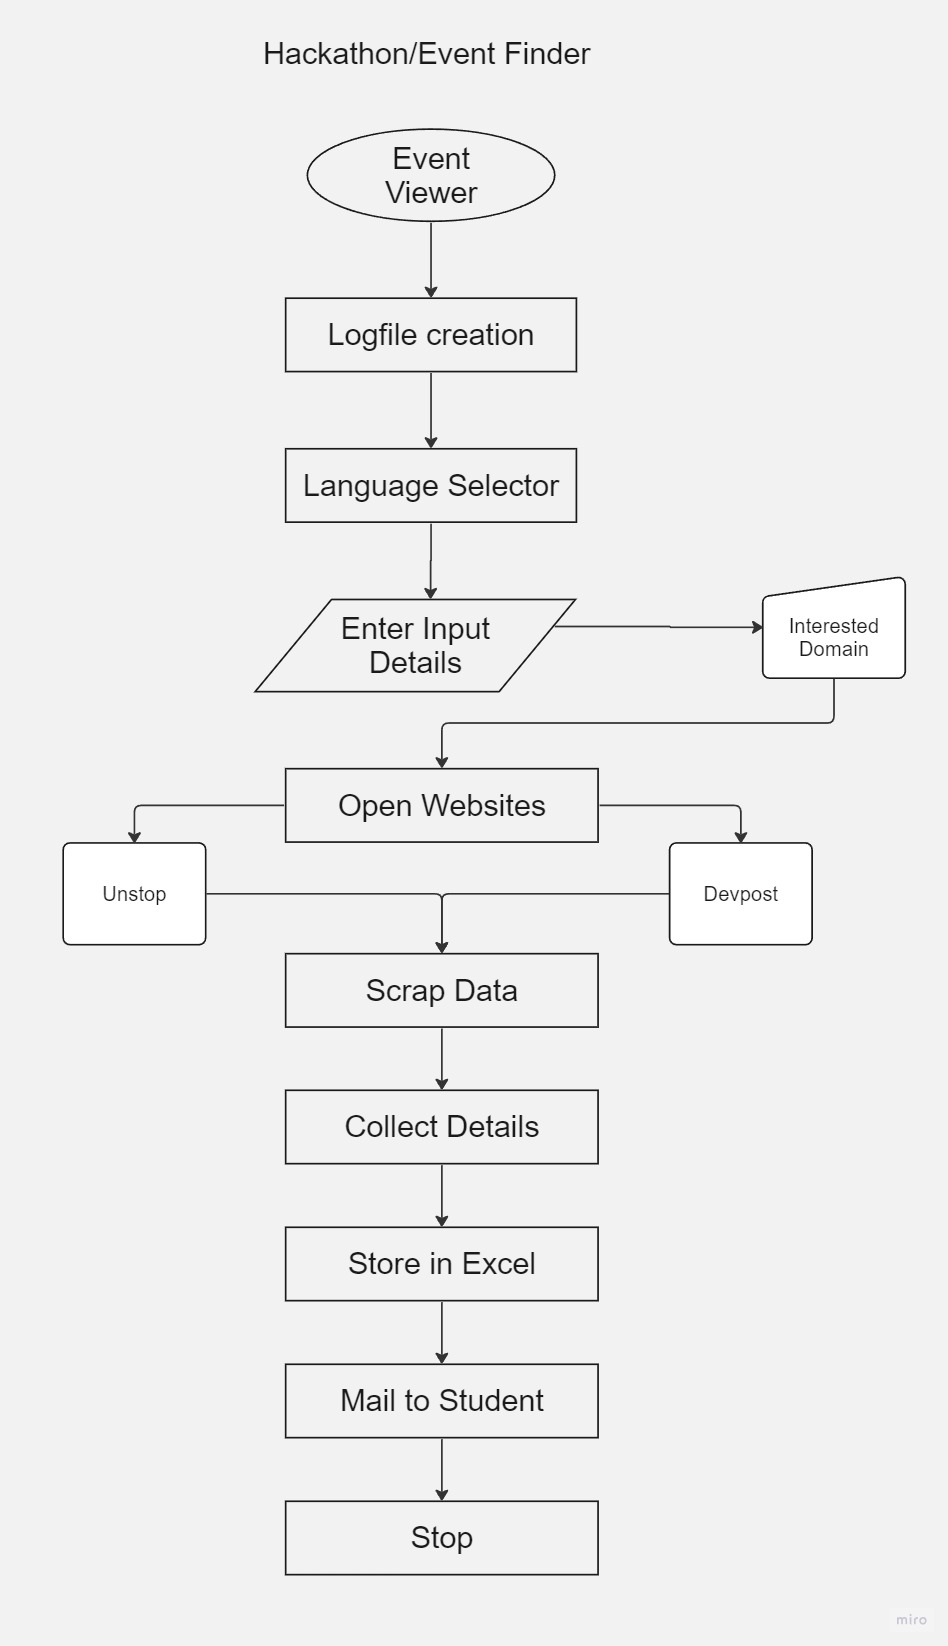 Hackathon/Event Finder
Event
Viewer
Logfile creation
Language Selector
Enter Input
Details
Interested
Domain
Open Websites
Unstop
Devpost
Scrap Data
Collect Details
Store in Excel
Mail to Student
Stop
miro